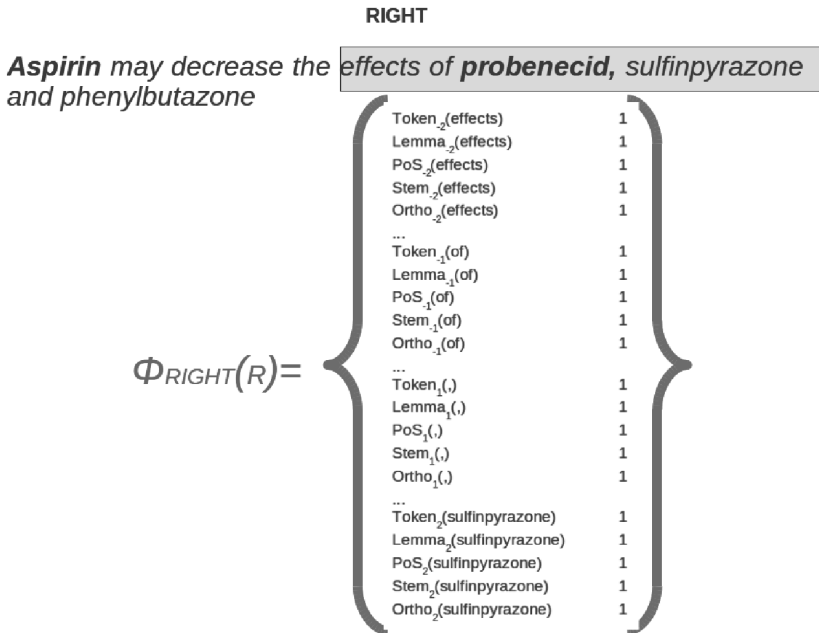 RIGHT
Aspirin may decrease the effects of probenecid, sulfinpyrazone
and phenylbutazone
Token-2(effects) 1
Lemma-2(effects) 1
PoS-2(effects) 1
Stem-2(effects) 1
Ortho-2(effects) 1
...
Token-1(of) 1
Lemma-1(of) 1
PoS-1(of) 1
Stem-1(of) 1
Ortho-1(of) 1
...
ΦRIGHT(R)=
Token1(,) 1
Lemma1(,) 1
PoS1(,) 1
Stem1(,) 1
Ortho1(,) 1
...
Token2(sulfinpyrazone) 1
Lemma2(sulfinpyrazone) 1
PoS2(sulfinpyrazone) 1
Stem2(sulfinpyrazone) 1
Ortho2(sulfinpyrazone) 1